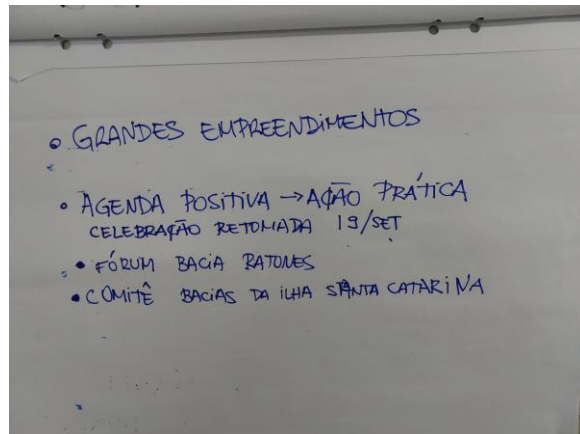 • GRANDES EMPREENDIMENTOS
• AGENDA POSITIVA → AÇÃO PRÁTICA
CELEBRAÇÃO RETOMADA 19/SET
• FÓRUM BACIA RATONES
• COMITÊ BACIAS DA ILHA SANTA CATARINA